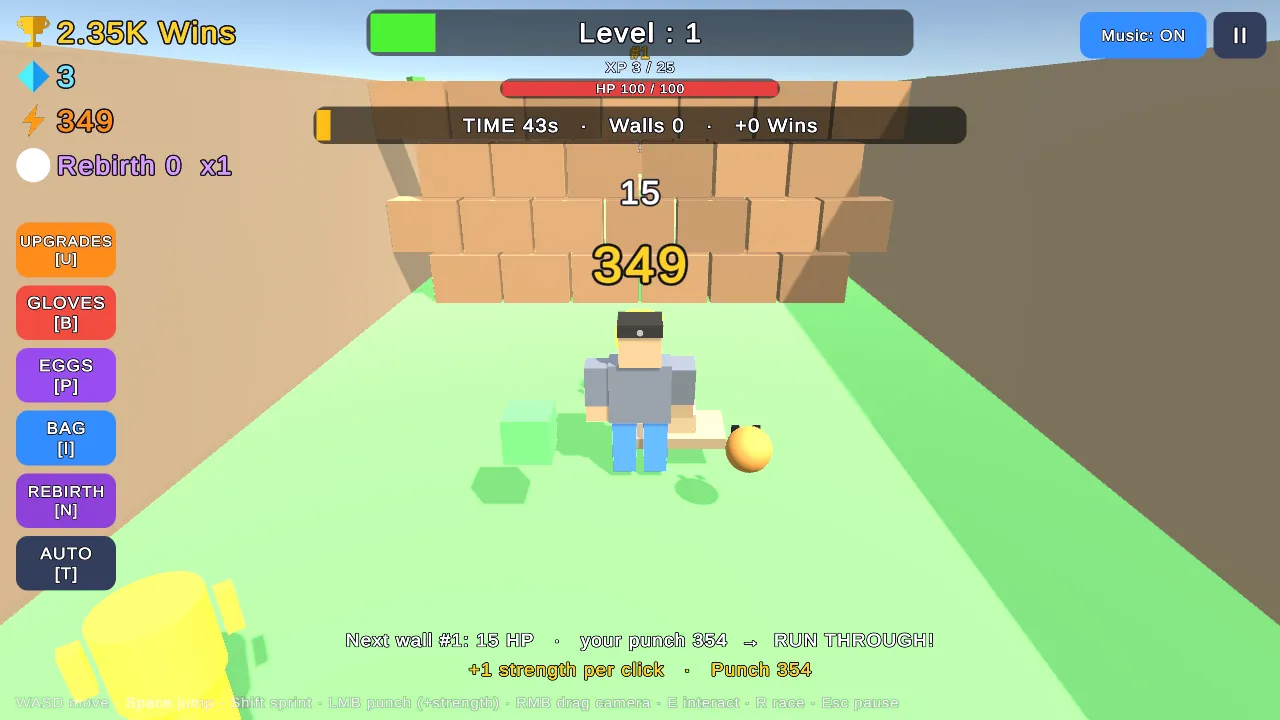 2.35K Wins
3
349
Rebirth 0 x1
Level : 1
#1
XP 3 / 25
HP 100 / 100
TIME 43s · Walls 0 · +0 Wins
Music: ON
15
349
UPGRADES
[U]
GLOVES
[B]
EGGS
[P]
BAG
[I]
REBIRTH
[N]
AUTO
[T]
Next wall #1: 15 HP · your punch 354 → RUN THROUGH!
+1 strength per click · Punch 354
WASD move · Space jump · Shift sprint · LMB punch (+strength) · RMB drag camera · E interact · R race · Esc pause